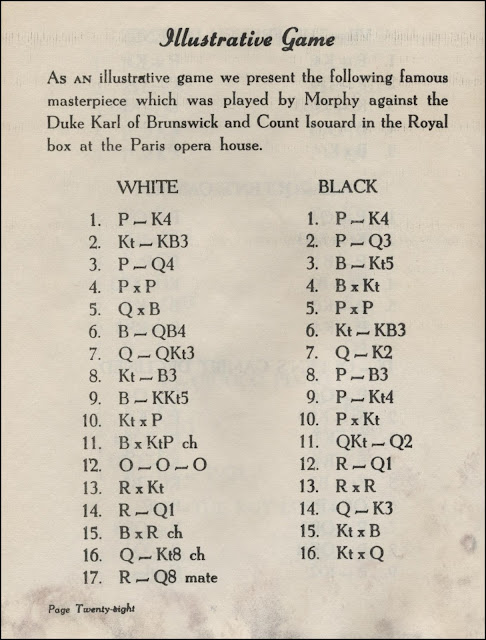 Illustrative Game
As an illustrative game we present the following famous
masterpiece which was played by Morphy against the
Duke Karl of Brunswick and Count Isouard in the Royal
box at the Paris opera house.
WHITE BLACK
1. P—K4 1. P—K4
2. Kt—KB3 2. P—Q3
3. P—Q4 3. B—Kt5
4. P x P 4. B x Kt
5. Q x B 5. P x P
6. B—QB4 6. Kt—KB3
7. Q—QKt3 7. Q—K2
8. Kt—B3 8. P—B3
9. B—KKt5 9. P—Kt4
10. Kt x P 10. P x Kt
11. B x KtP ch 11. QKt—Q2
12. O—O—O 12. R—Q1
13. R x Kt 13. R x R
14. R—Q1 14. Q—K3
15. B x R ch 15. Kt x B
16. Q—Kt8 ch 16. Kt x Q
17. R—Q8 mate
Page Twenty-eight